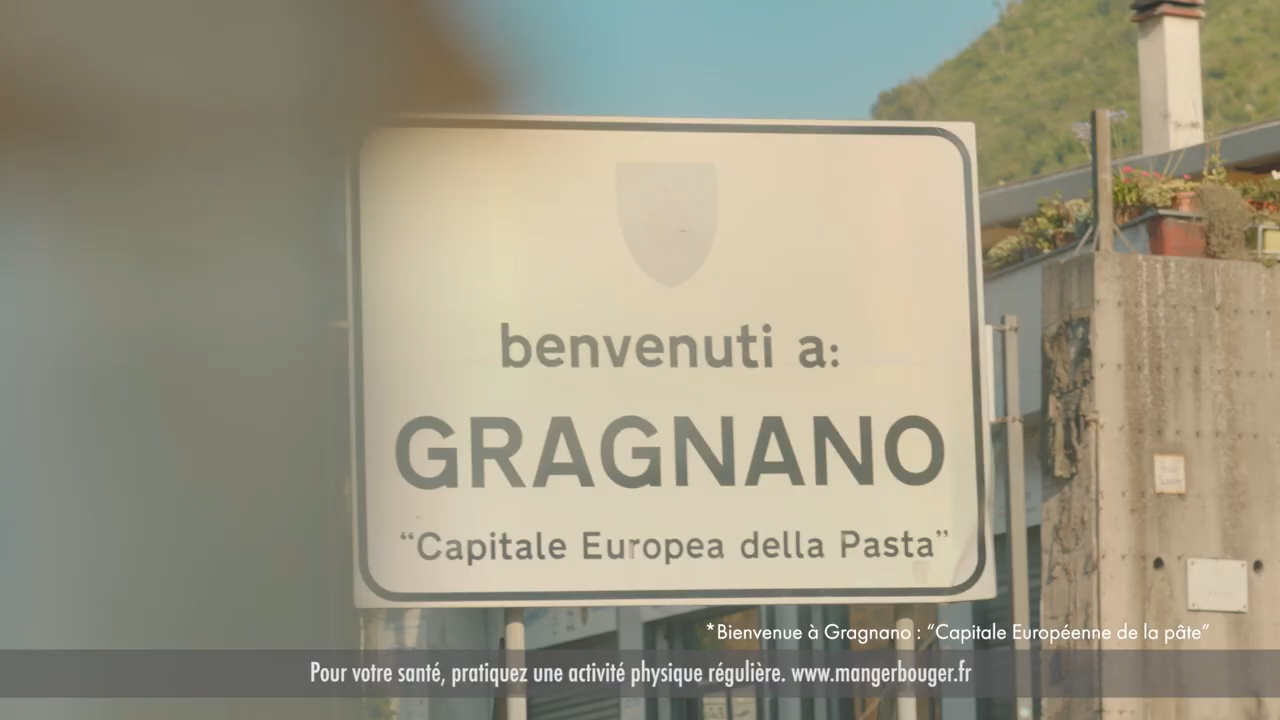 benvenuti a:
GRAGNANO
“Capitale Europea della Pasta”
*Bienvenue à Gragnano : “Capitale Européenne de la pâte”
Pour votre santé, pratiquez une activité physique régulière. www.mangerbouger.fr